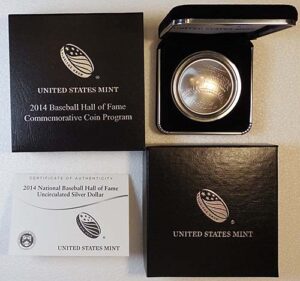 UNITED STATES MINT
2014 Baseball Hall of Fame
Commemorative Coin Program
CERTIFICATE OF AUTHENTICITY
2014 National Baseball Hall of Fame
Uncirculated Silver Dollar
UNITED STATES MINT
UNITED STATES MINT